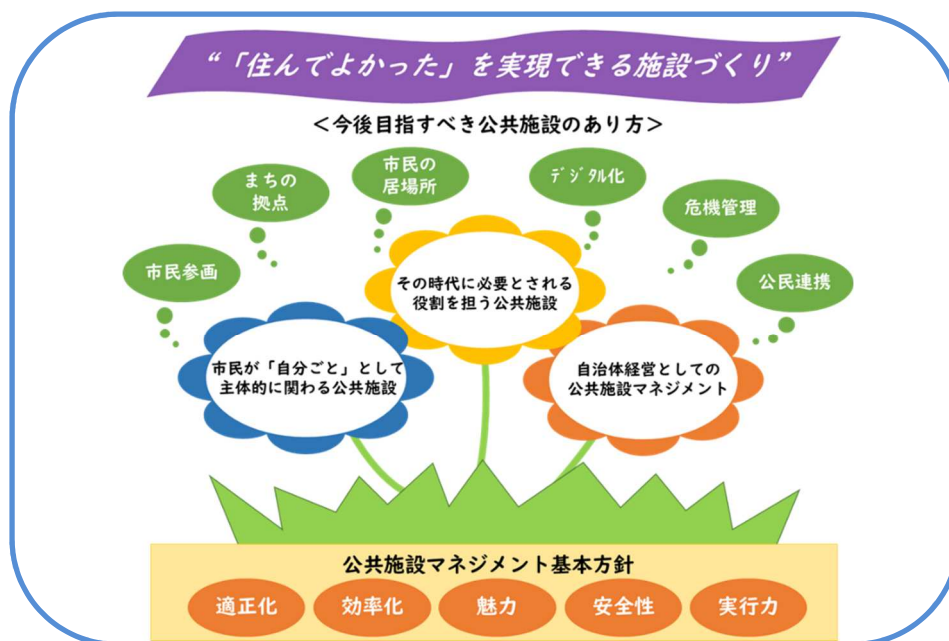 “「住んでよかった」を実現できる施設づくり”
＜今後目指すべき公共施設のあり方＞
市民参画
まちの
拠点
市民の
居場所
ﾃﾞｼﾞﾀﾙ化
危機管理
公民連携
その時代に必要とされる
役割を担う公共施設
市民が「自分ごと」として
主体的に関わる公共施設
自治体経営としての
公共施設マネジメント
公共施設マネジメント基本方針
適正化
効率化
魅力
安全性
実行力